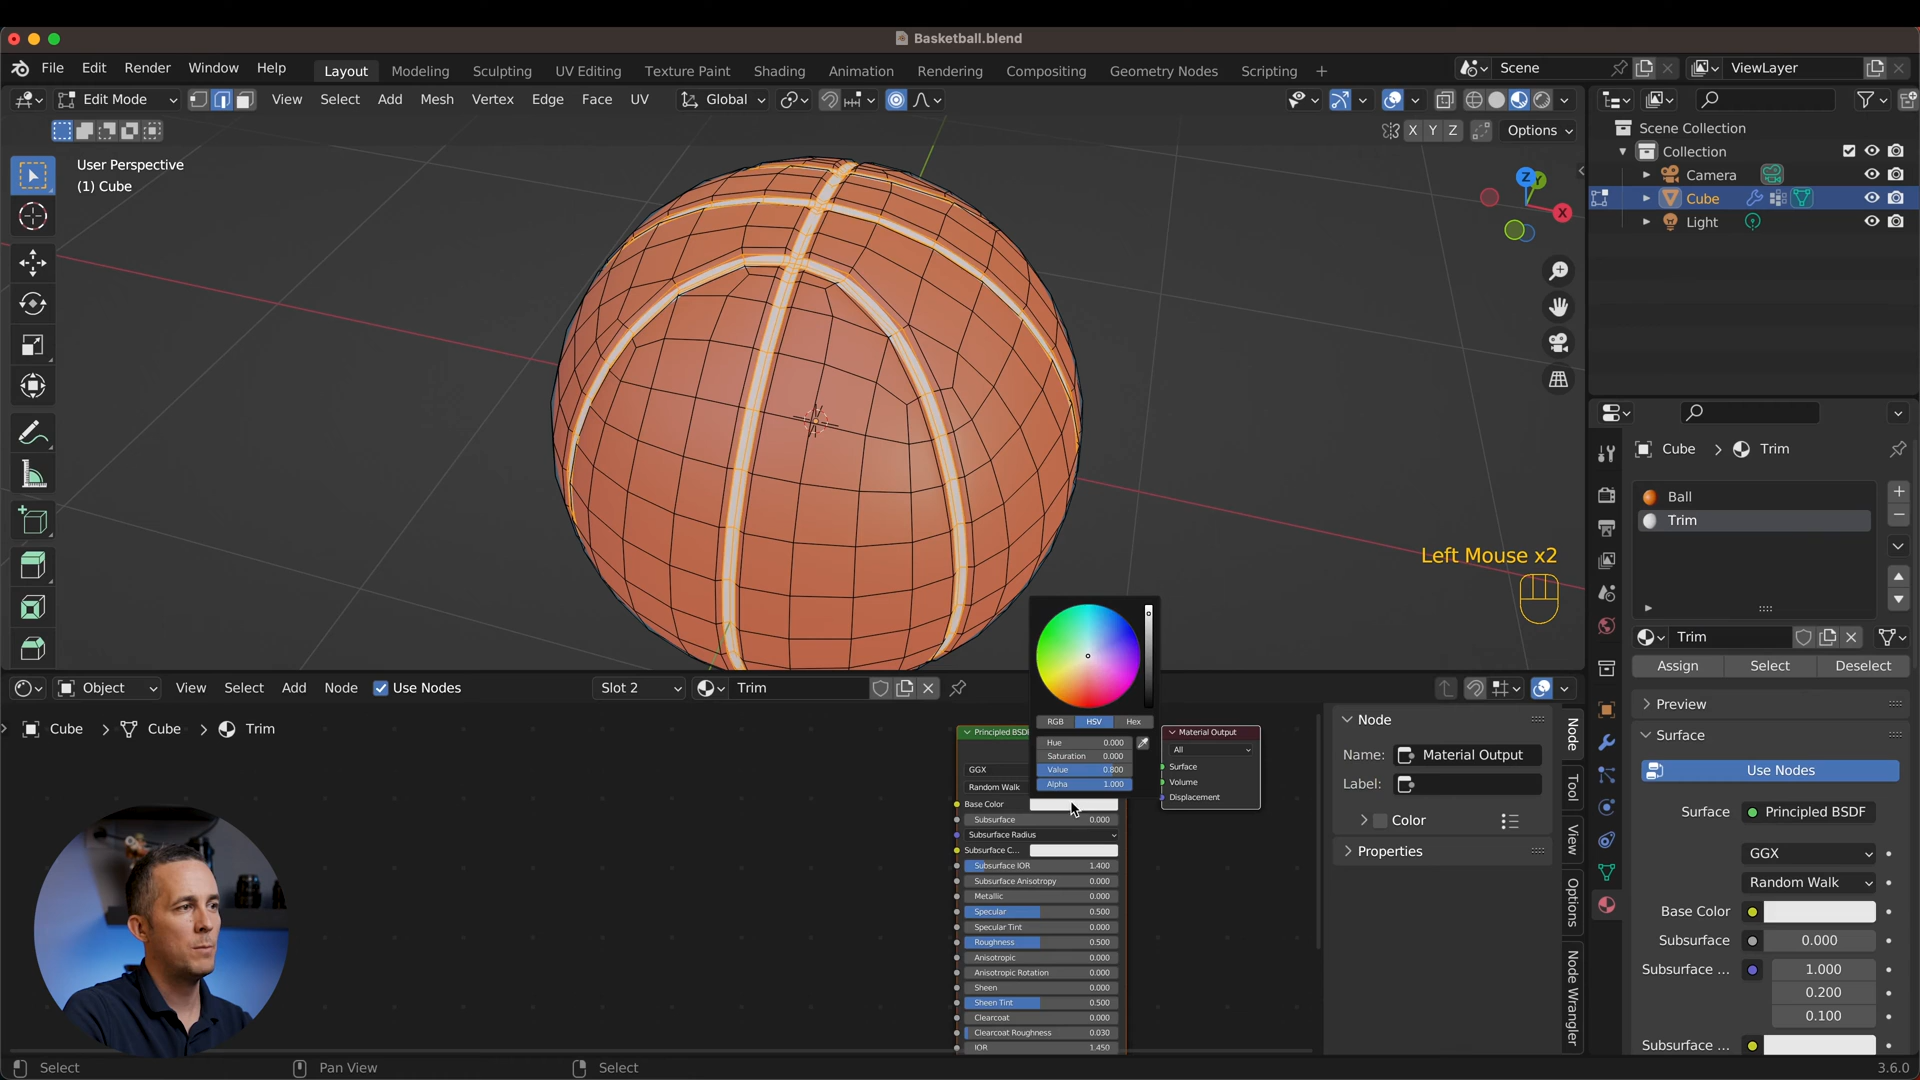 Basketball.blend
File Edit Render Window Help Layout Modeling Sculpting UV Editing Texture Paint Shading Animation Rendering Compositing Geometry Nodes Scripting + Scene ViewLayer
Edit Mode View Select Add Mesh Vertex Edge Face UV Global
X Y Z Options
User Perspective
(1) Cube
Z Y X
Scene Collection
Collection
Camera
Cube
Light
Left Mouse x2
Cube > Trim
Ball
Trim
Trim
Assign Select Deselect
Preview
Surface
Use Nodes
Surface Principled BSDF
GGX
Random Walk
Base Color
Subsurface 0.000
Subsurface ... 1.000
0.200
0.100
Subsurface ...
Object View Select Add Node Use Nodes Slot 2 Trim
Cube > Cube > Trim
RGB HSV Hex
Hue 0.000
Saturation 0.000
Value 0.800
Alpha 1.000
Principled BSDF
GGX
Random Walk
Base Color
Subsurface 0.000
Subsurface Radius
Subsurface C...
Subsurface IOR 1.400
Subsurface Anisotropy 0.000
Metallic 0.000
Specular 0.500
Specular Tint 0.000
Roughness 0.500
Anisotropic 0.000
Anisotropic Rotation 0.000
Sheen 0.000
Sheen Tint 0.500
Clearcoat 0.000
Clearcoat Roughness 0.030
IOR 1.450
Material Output
All
Surface
Volume
Displacement
Node
Name: Material Output
Label:
Color
Properties
Node
Tool
View
Options
Node Wrangler
Select Pan View Select 3.6.0